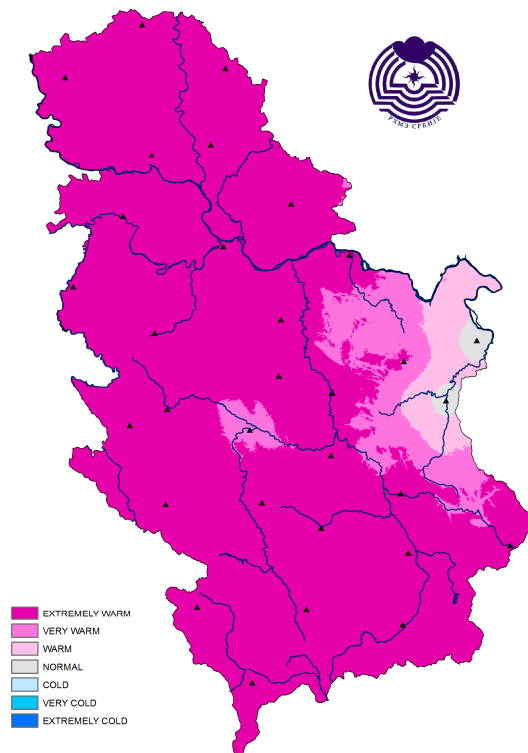 РХМЗ СРБИЈЕ
EXTREMELY WARM
VERY WARM
WARM
NORMAL
COLD
VERY COLD
EXTREMELY COLD